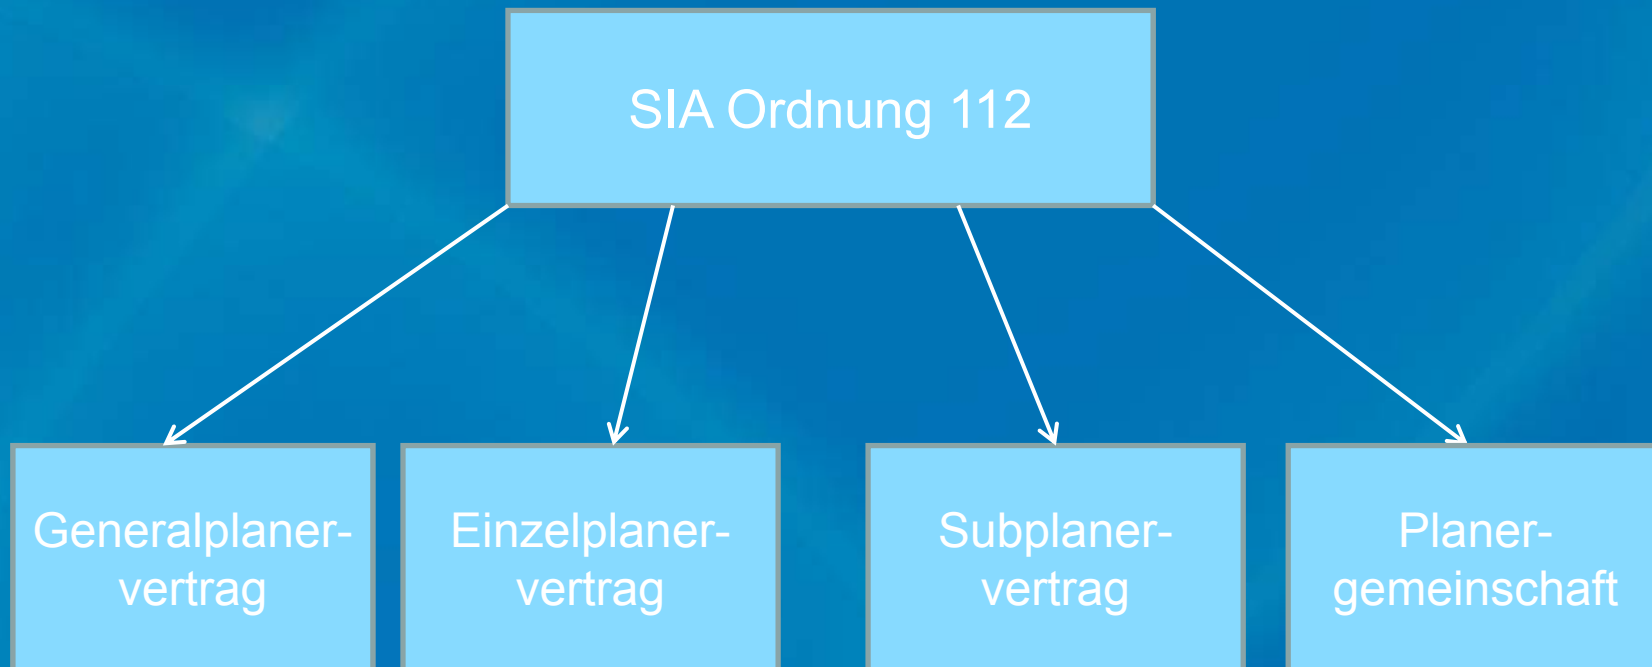 SIA Ordnung 112
Generalplaner-
vertrag
Einzelplaner-
vertrag
Subplaner-
vertrag
Planer-
gemeinschaft